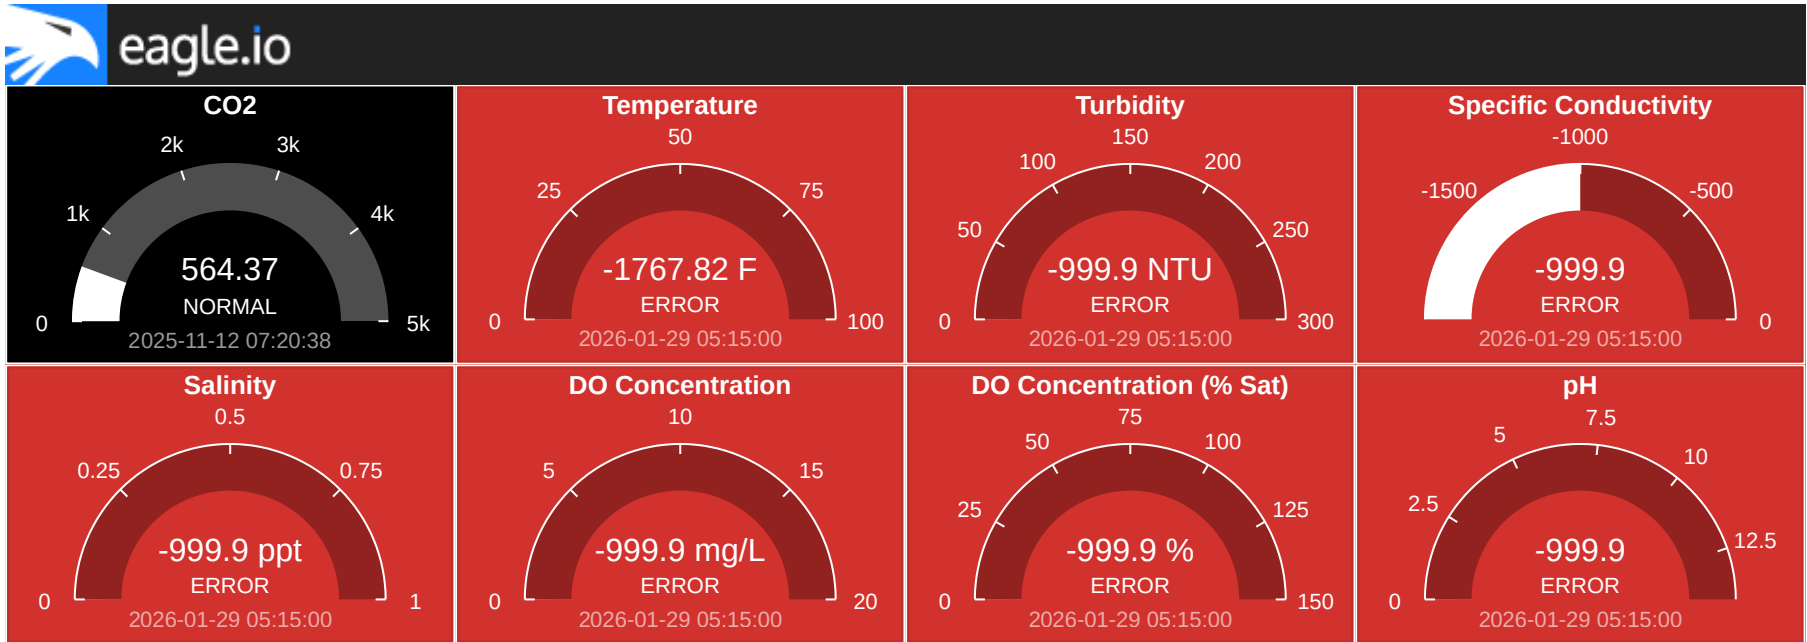 eagle.io
CO2
2k
3k
1k
4k
564.37
NORMAL
0
5k
2025-11-12 07:20:38
Temperature
50
25
75
-1767.82 F
ERROR
0
100
2026-01-29 05:15:00
Turbidity
150
100
200
50
250
-999.9 NTU
ERROR
0
300
2026-01-29 05:15:00
Specific Conductivity
-1000
-1500
-500
-999.9
ERROR
0
2026-01-29 05:15:00
Salinity
0.5
0.25
0.75
-999.9 ppt
ERROR
0
1
2026-01-29 05:15:00
DO Concentration
10
5
15
-999.9 mg/L
ERROR
0
20
2026-01-29 05:15:00
DO Concentration (% Sat)
75
50
100
25
125
-999.9 %
ERROR
0
150
2026-01-29 05:15:00
pH
7.5
5
10
2.5
12.5
-999.9
ERROR
0
2026-01-29 05:15:00